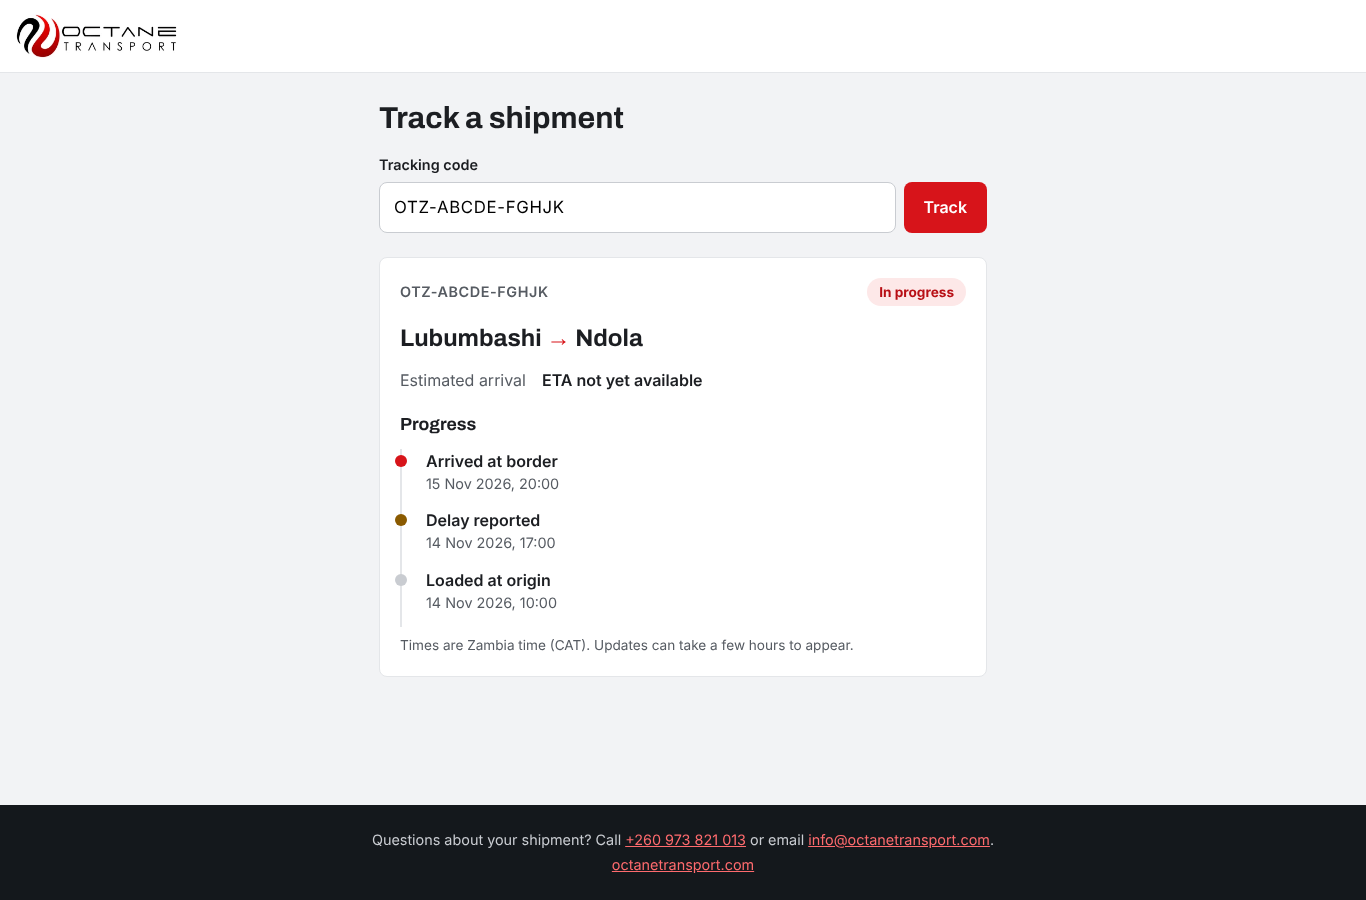 OCTANE
TRANSPORT
Track a shipment
Tracking code
OTZ-ABCDE-FGHJK
Track
OTZ-ABCDE-FGHJK
In progress
Lubumbashi → Ndola
Estimated arrival ETA not yet available
Progress
Arrived at border
15 Nov 2026, 20:00
Delay reported
14 Nov 2026, 17:00
Loaded at origin
14 Nov 2026, 10:00
Times are Zambia time (CAT). Updates can take a few hours to appear.
Questions about your shipment? Call +260 973 821 013 or email info@octanetransport.com.
octanetransport.com